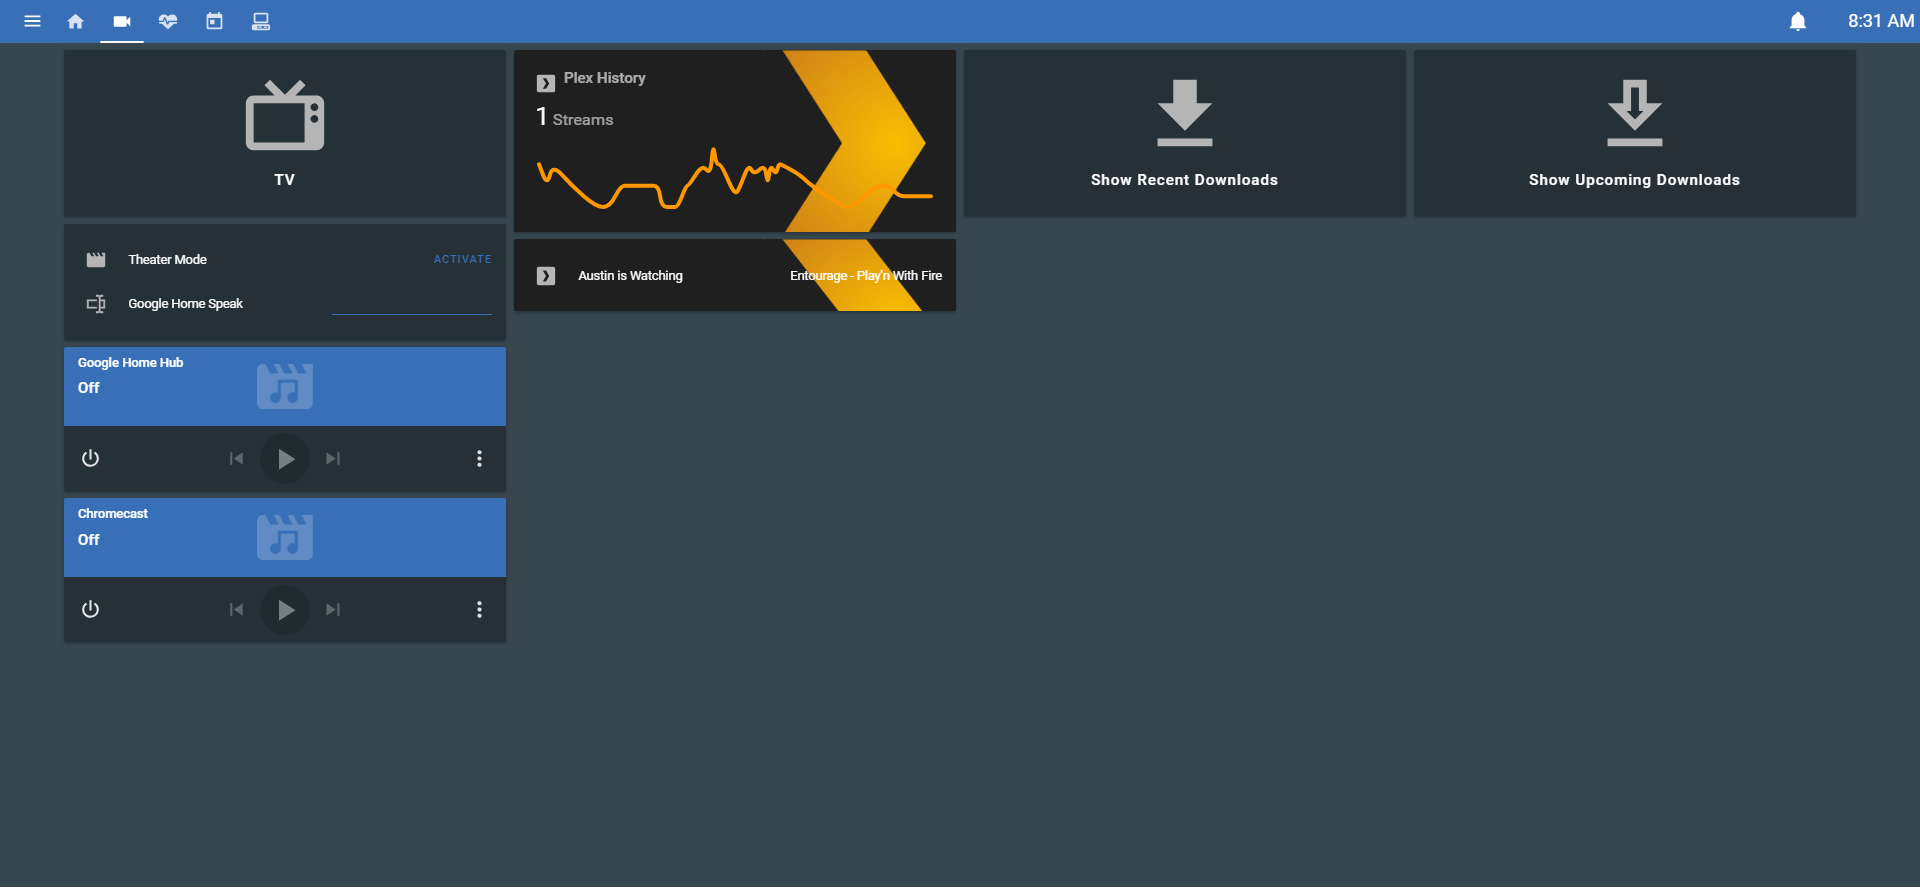 8:31 AM
TV
Theater Mode
ACTIVATE
Google Home Speak
Google Home Hub
Off
Chromecast
Off
Plex History
1 Streams
Austin is Watching
Entourage - Play'n With Fire
Show Recent Downloads
Show Upcoming Downloads